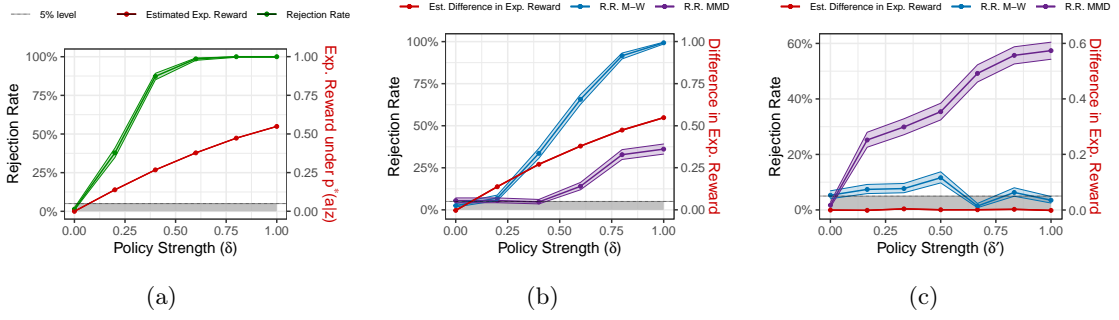 5% level Estimated Exp. Reward Rejection Rate
100%
75%
50%
25%
0%
1.00
0.75
0.50
0.25
0.00
0.00 0.25 0.50 0.75 1.00
Rejection Rate
Exp. Reward under p*(a|z)
Policy Strength (δ)
(a)
Est. Difference in Exp. Reward R.R. M−W R.R. MMD
100%
75%
50%
25%
0%
1.00
0.75
0.50
0.25
0.00
0.00 0.25 0.50 0.75 1.00
Rejection Rate
Difference in Exp. Reward
Policy Strength (δ)
(b)
Est. Difference in Exp. Reward R.R. M−W R.R. MMD
60%
40%
20%
0%
0.6
0.4
0.2
0.0
0.00 0.25 0.50 0.75 1.00
Rejection Rate
Difference in Exp. Reward
Policy Strength (δ′)
(c)